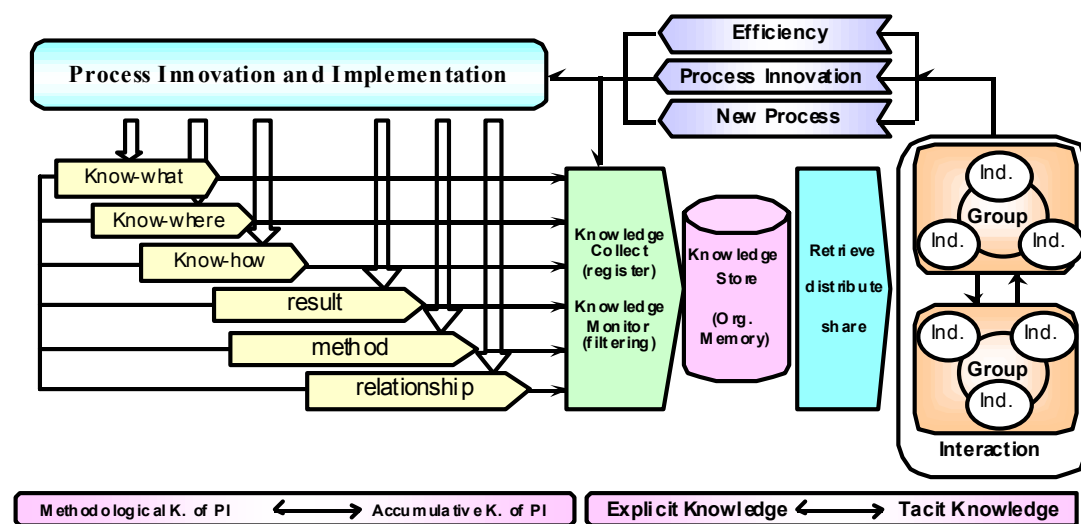 Efficiency
Process Innovation and Implementation
Process Innovation
New Process
Know-what
Know-where
Know-how
result
method
relationship
Knowledge
Collect
(register)
Knowledge
Monitor
(filtering)
Knowledge
Store
(Org.
Memory)
Retrieve
distribute
share
Ind.
Group
Ind.
Ind.
Ind.
Ind.
Group
Ind.
Interaction
Methodological K. of PI
Accumulative K. of PI
Explicit Knowledge
Tacit Knowledge